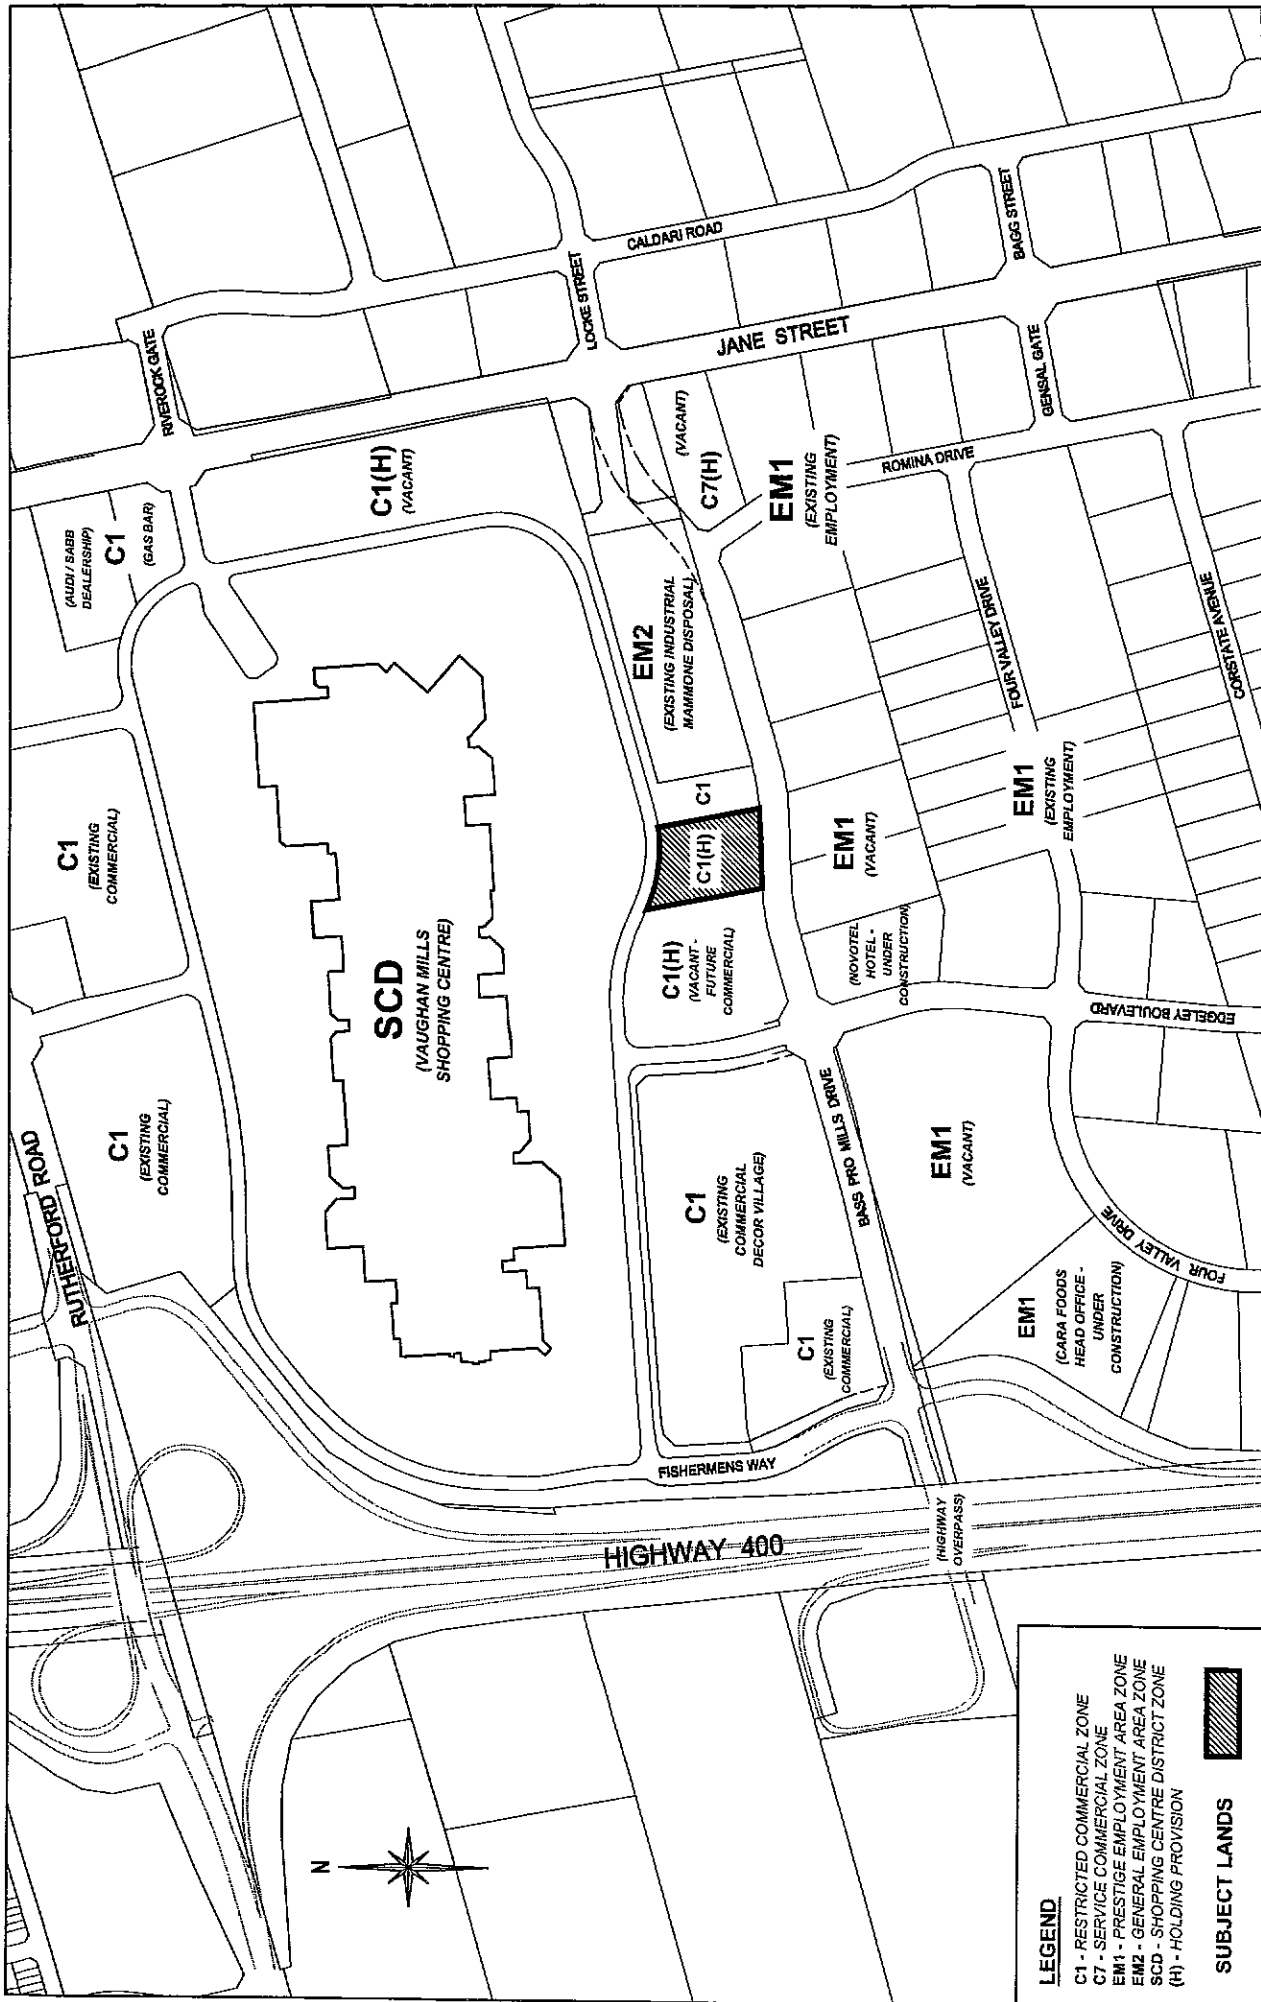 RUTHERFORD ROAD
C1
(EXISTING
COMMERCIAL)
C1
(EXISTING
COMMERCIAL)
(AUDI / SABB
DEALERSHIP)
C1
(GAS BAR)
RIVEROCK GATE
C1(H)
(VACANT)
LOCKE STREET
CALDARI ROAD
JANE STREET
BAGG STREET
GENSAL GATE
ROMINA DRIVE
SCD
(VAUGHAN MILLS
SHOPPING CENTRE)
EM2
(EXISTING INDUSTRIAL
MAMMONE DISPOSAL)
(VACANT)
C7(H)
EM1
(EXISTING
EMPLOYMENT)
C1
C1(H)
C1(H)
(VACANT -
FUTURE
COMMERCIAL)
EM1
(VACANT)
(NOVOTEL
HOTEL -
UNDER
CONSTRUCTION)
FOUR VALLEY DRIVE
CORSTATE AVENUE
EM1
(EXISTING
EMPLOYMENT)
EDGELEY BOULEVARD
C1
(EXISTING
COMMERCIAL
DECOR VILLAGE)
BASS PRO MILLS DRIVE
EM1
(VACANT)
C1
(EXISTING
COMMERCIAL)
FOUR VALLEY DRIVE
EM1
(CARA FOODS
HEAD OFFICE -
UNDER
CONSTRUCTION)
FISHERMENS WAY
HIGHWAY 400
(HIGHWAY
OVERPASS)
N
LEGEND
C1 - RESTRICTED COMMERCIAL ZONE
C7 - SERVICE COMMERCIAL ZONE
EM1 - PRESTIGE EMPLOYMENT AREA ZONE
EM2 - GENERAL EMPLOYMENT AREA ZONE
SCD - SHOPPING CENTRE DISTRICT ZONE
(H) - HOLDING PROVISION
SUBJECT LANDS